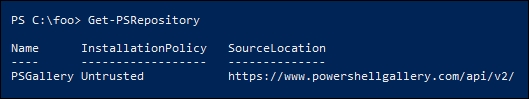 PS C:\foo> Get-PSRepository
Name InstallationPolicy SourceLocation
---- ------------------ --------------
PSGallery Untrusted https://www.powershellgallery.com/api/v2/